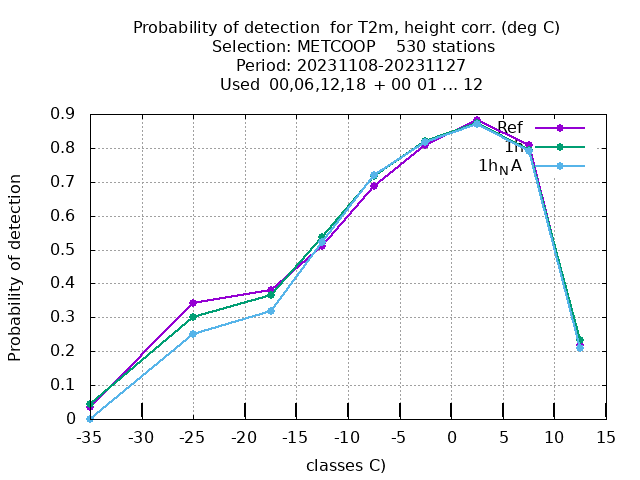 Probability of detection  for T2m, height corr. (deg C)
Selection: METCOOP    530 stations
Period: 20231108-20231127
Used  00,06,12,18  + 00 01 ... 12
Ref
1h
1h_NA
Probability of detection
0.9
0.8
0.7
0.6
0.5
0.4
0.3
0.2
0.1
0
-35 -30 -25 -20 -15 -10 -5 0 5 10 15
classes C)